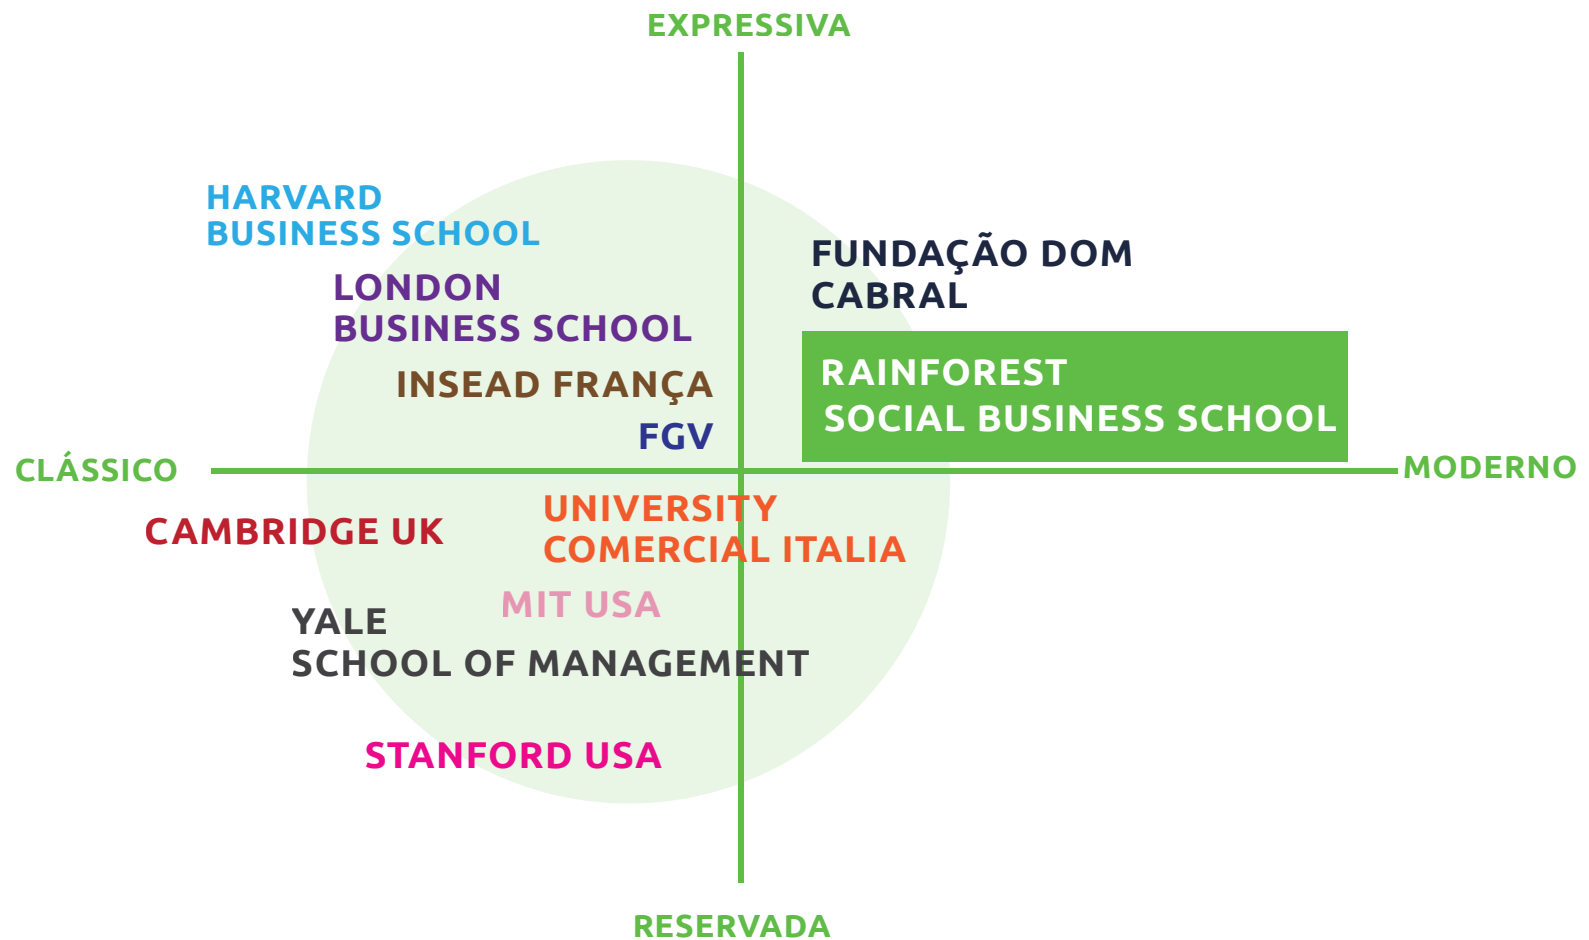 EXPRESSIVA
HARVARD
BUSINESS SCHOOL
LONDON
BUSINESS SCHOOL
INSEAD FRANÇA
FGV
FUNDAÇÃO DOM
CABRAL
RAINFOREST
SOCIAL BUSINESS SCHOOL
CLÁSSICO
MODERNO
CAMBRIDGE UK
UNIVERSITY
COMERCIAL ITALIA
MIT USA
YALE
SCHOOL OF MANAGEMENT
STANFORD USA
RESERVADA